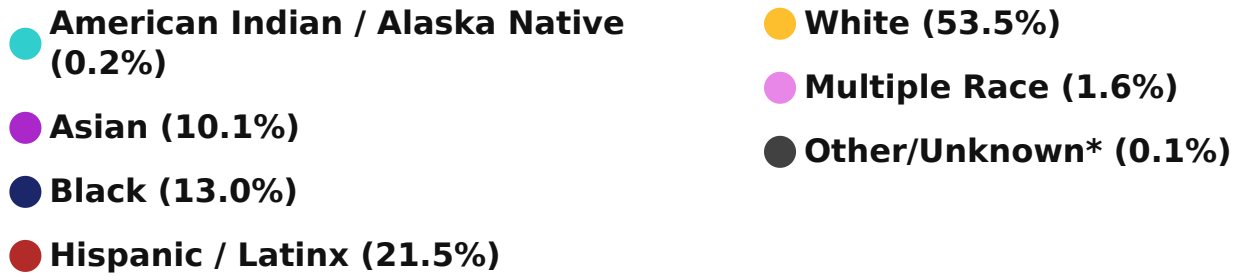 American Indian / Alaska Native
(0.2%)
Asian (10.1%)
Black (13.0%)
Hispanic / Latinx (21.5%)
White (53.5%)
Multiple Race (1.6%)
Other/Unknown* (0.1%)